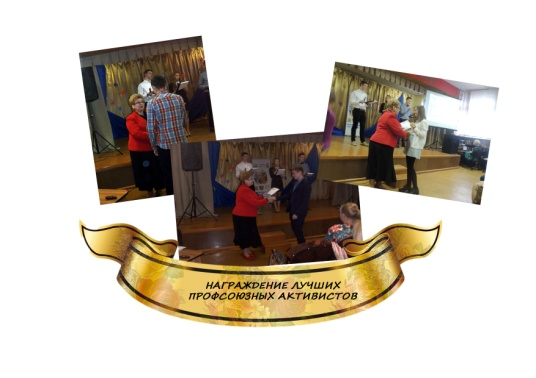 НАГРАЖДЕНИЕ ЛУЧШИХ
ПРОФСОЮЗНЫХ АКТИВИСТОВ